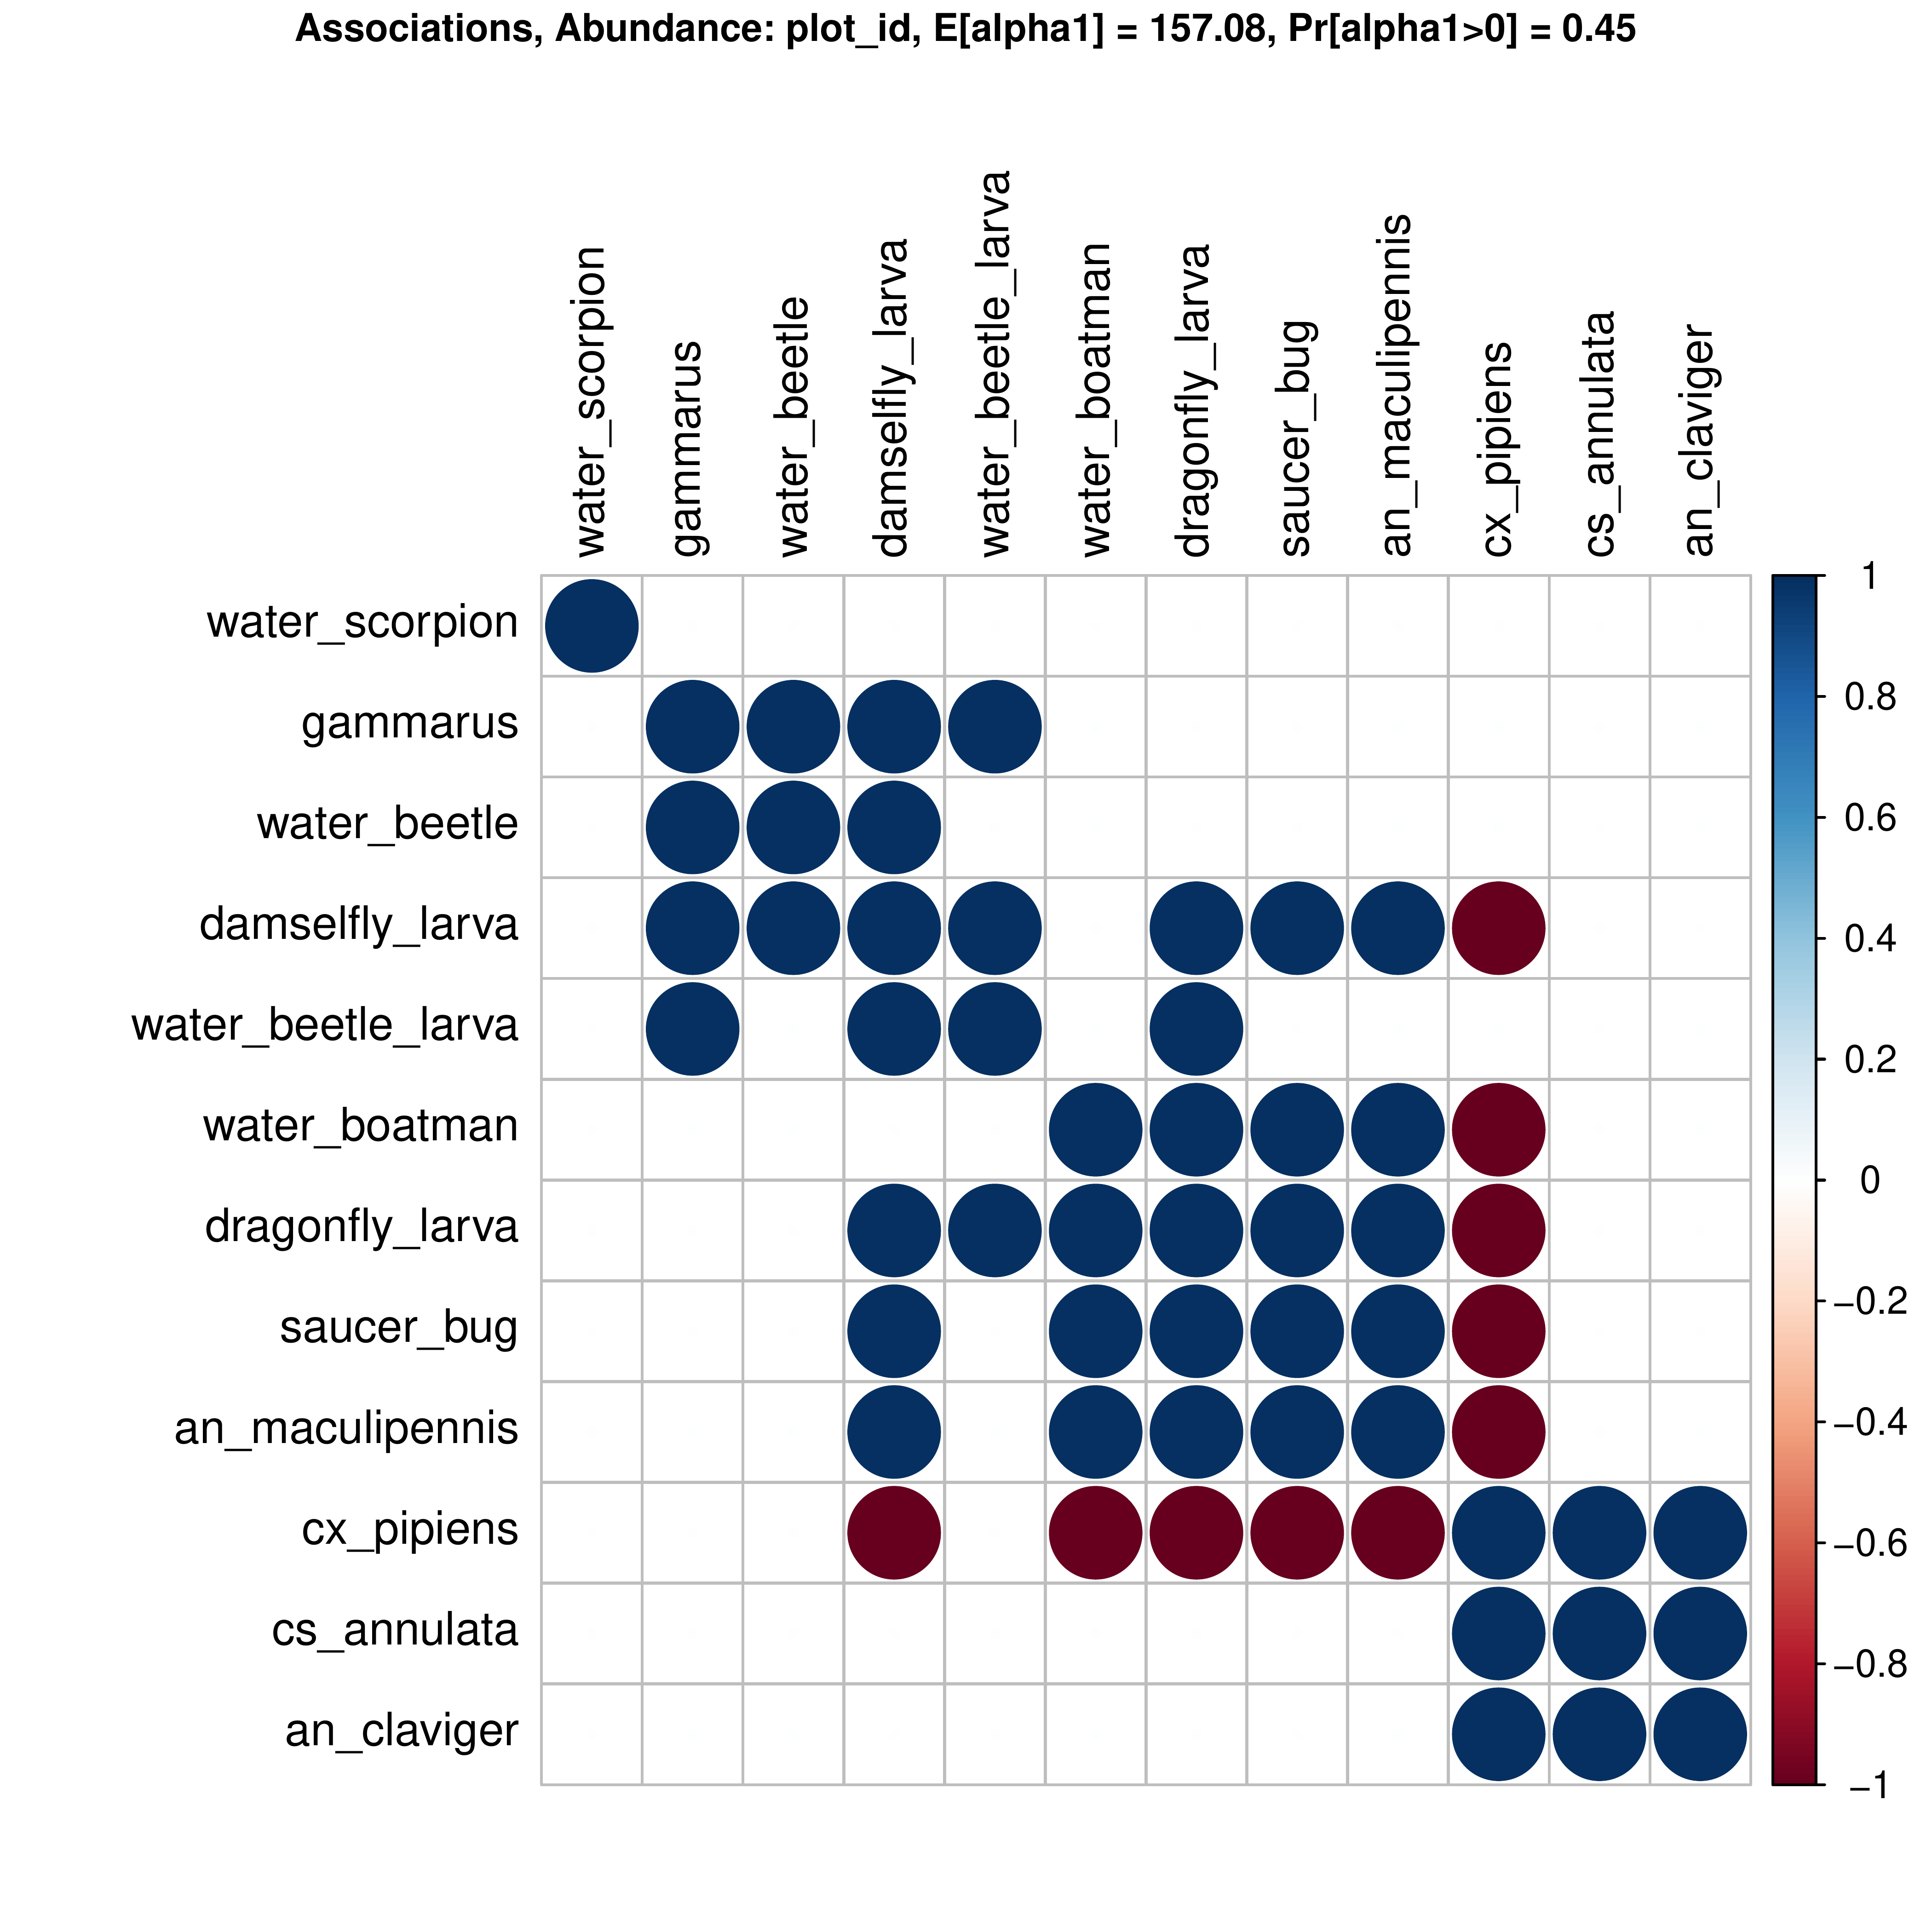 Associations, Abundance: plot_id, E[alpha1] = 157.08, Pr[alpha1>0] = 0.45
water_scorpion
gammarus
water_beetle
damselfly_larva
water_beetle_larva
water_boatman
dragonfly_larva
saucer_bug
an_maculipennis
cx_pipiens
cs_annulata
an_claviger
water_scorpion
gammarus
water_beetle
damselfly_larva
water_beetle_larva
water_boatman
dragonfly_larva
saucer_bug
an_maculipennis
cx_pipiens
cs_annulata
an_claviger
1
0.8
0.6
0.4
0.2
0
−0.2
−0.4
−0.6
−0.8
−1